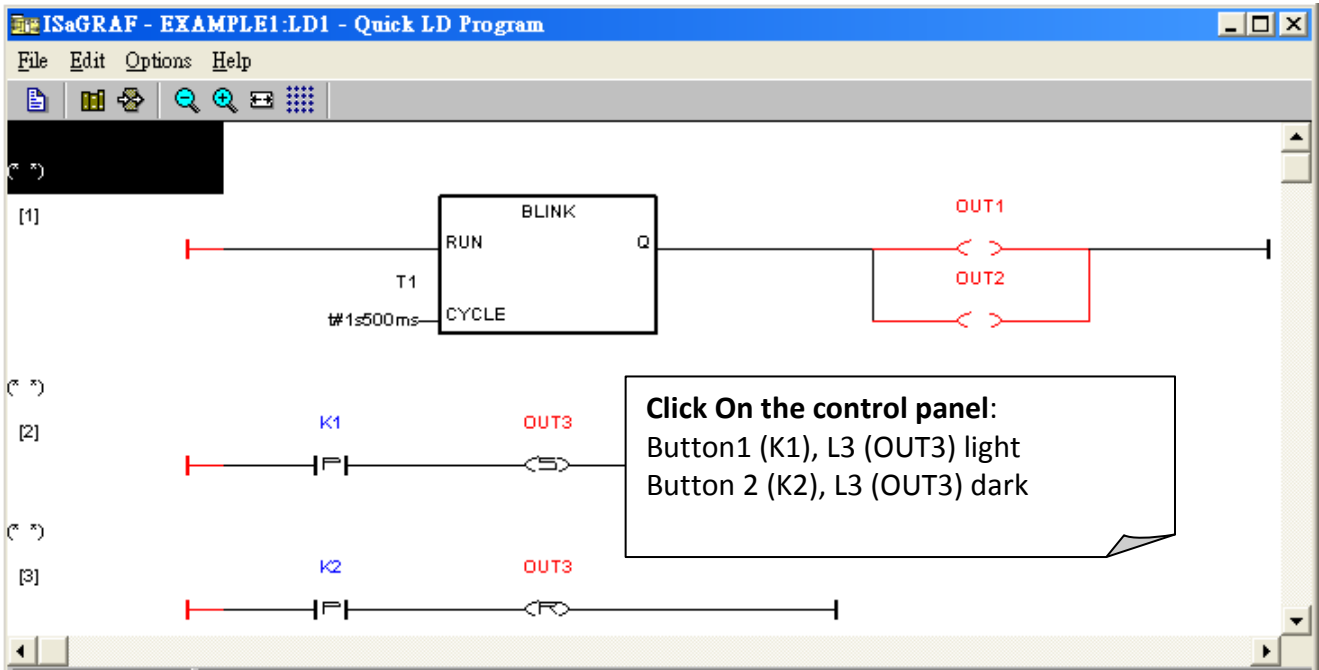 ISaGRAF - EXAMPLE1:LD1 - Quick LD Program
File Edit Options Help
(* *)
[1]
BLINK
RUN Q
OUT1
T1
OUT2
t#1s500ms
CYCLE
(* *)
[2]
K1
OUT3
P
S
Click On the control panel:
Button1 (K1), L3 (OUT3) light
Button 2 (K2), L3 (OUT3) dark
(* *)
[3]
K2
OUT3
P
R